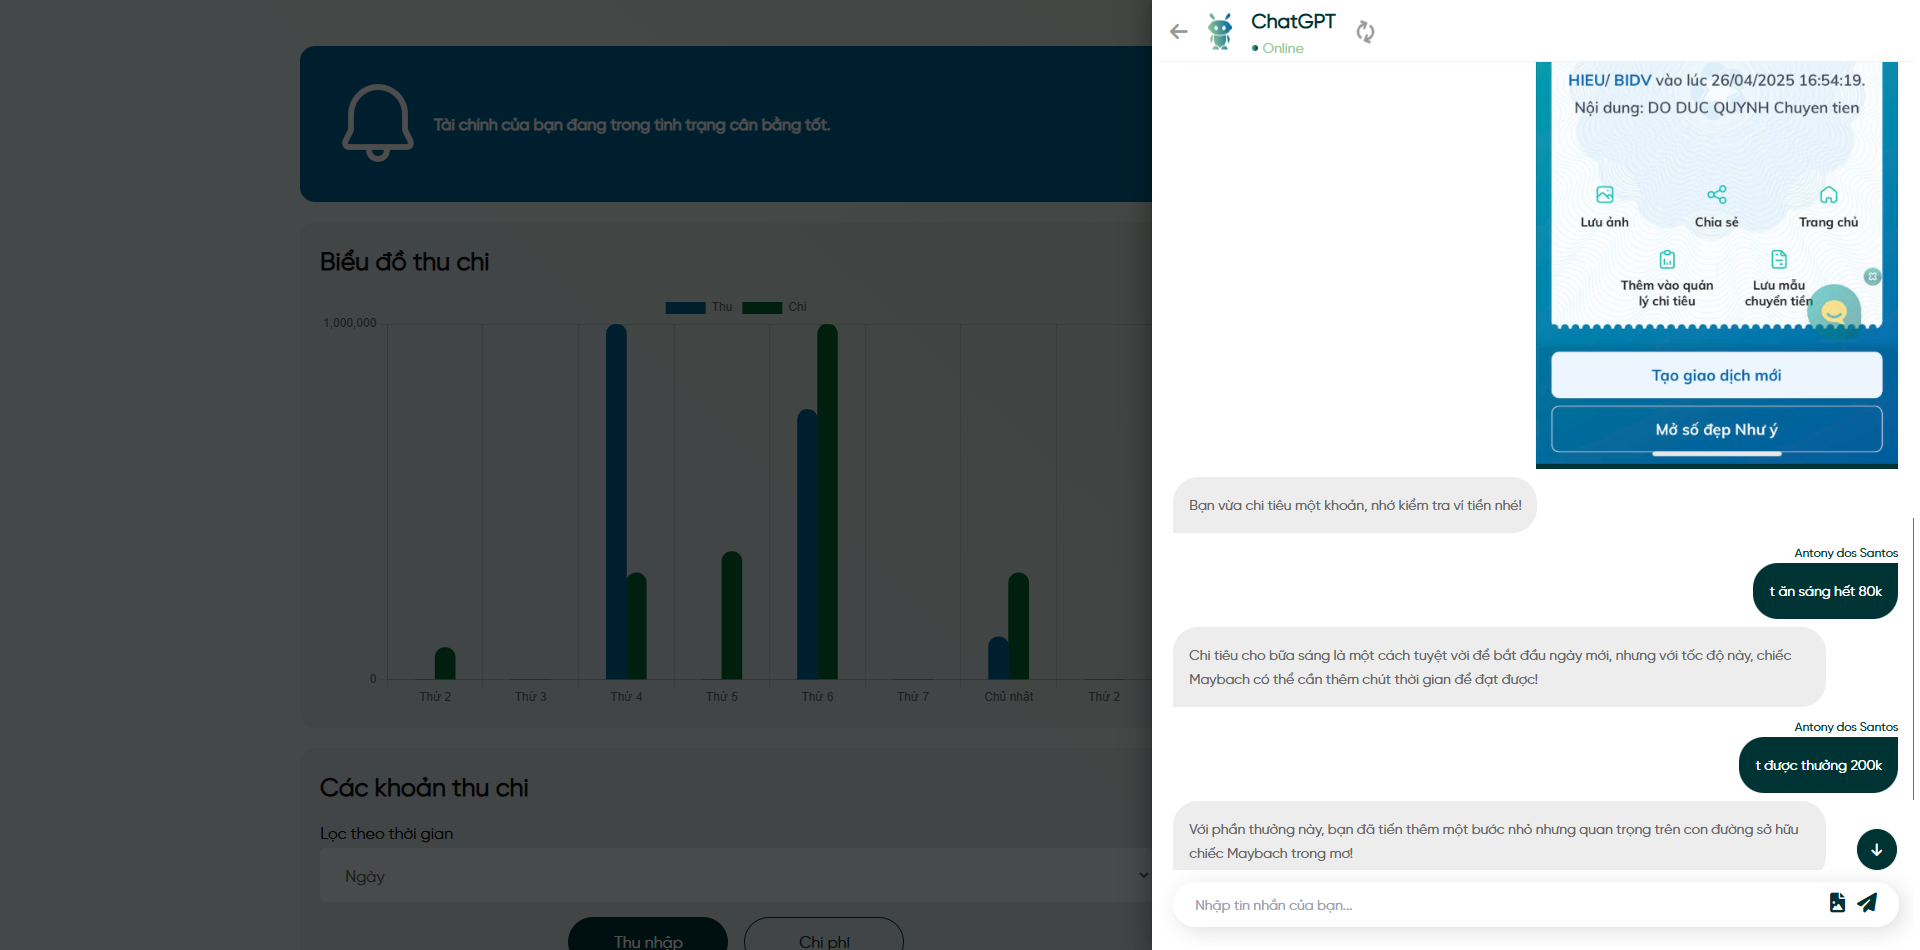 Tài chính của bạn đang trong tình trạng cân bằng tốt.
Biểu đồ thu chi
Thu
Chi
1,000,000
0
Thứ 2
Thứ 3
Thứ 4
Thứ 5
Thứ 6
Thứ 7
Chủ nhật
Thứ 2
Các khoản thu chi
Lọc theo thời gian
Ngày
Thu nhập
Chi phí
ChatGPT
Online
HIEU/ BIDV vào lúc 26/04/2025 16:54:19.
Nội dung: DO DUC QUYNH Chuyen tien
Lưu ảnh
Chia sẻ
Trang chủ
Thêm vào quản
lý chi tiêu
Lưu mẫu
chuyển tiền
Tạo giao dịch mới
Mở số đẹp Như ý
Bạn vừa chi tiêu một khoản, nhớ kiểm tra ví tiền nhé!
Antony dos Santos
t ăn sáng hết 80k
Chi tiêu cho bữa sáng là một cách tuyệt vời để bắt đầu ngày mới, nhưng với tốc độ này, chiếc
Maybach có thể cần thêm chút thời gian để đạt được!
Antony dos Santos
t được thưởng 200k
Với phần thưởng này, bạn đã tiến thêm một bước nhỏ nhưng quan trọng trên con đường sở hữu
chiếc Maybach trong mơ!
Nhập tin nhắn của bạn...